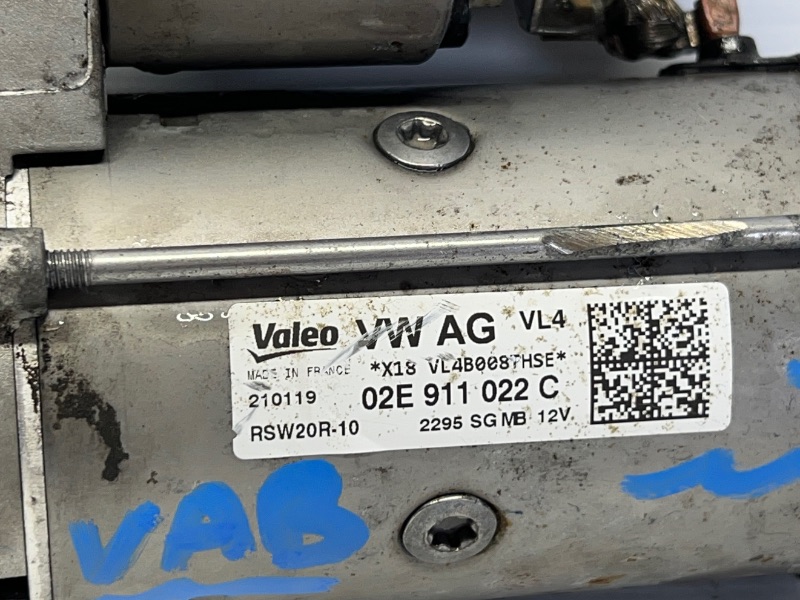 Valeo VW AG VL4
MADE IN FRANCE *X18 VL4B0087HSE*
210119 02E 911 022 C
RSW20R-10 2295 SG MB 12V
VAB